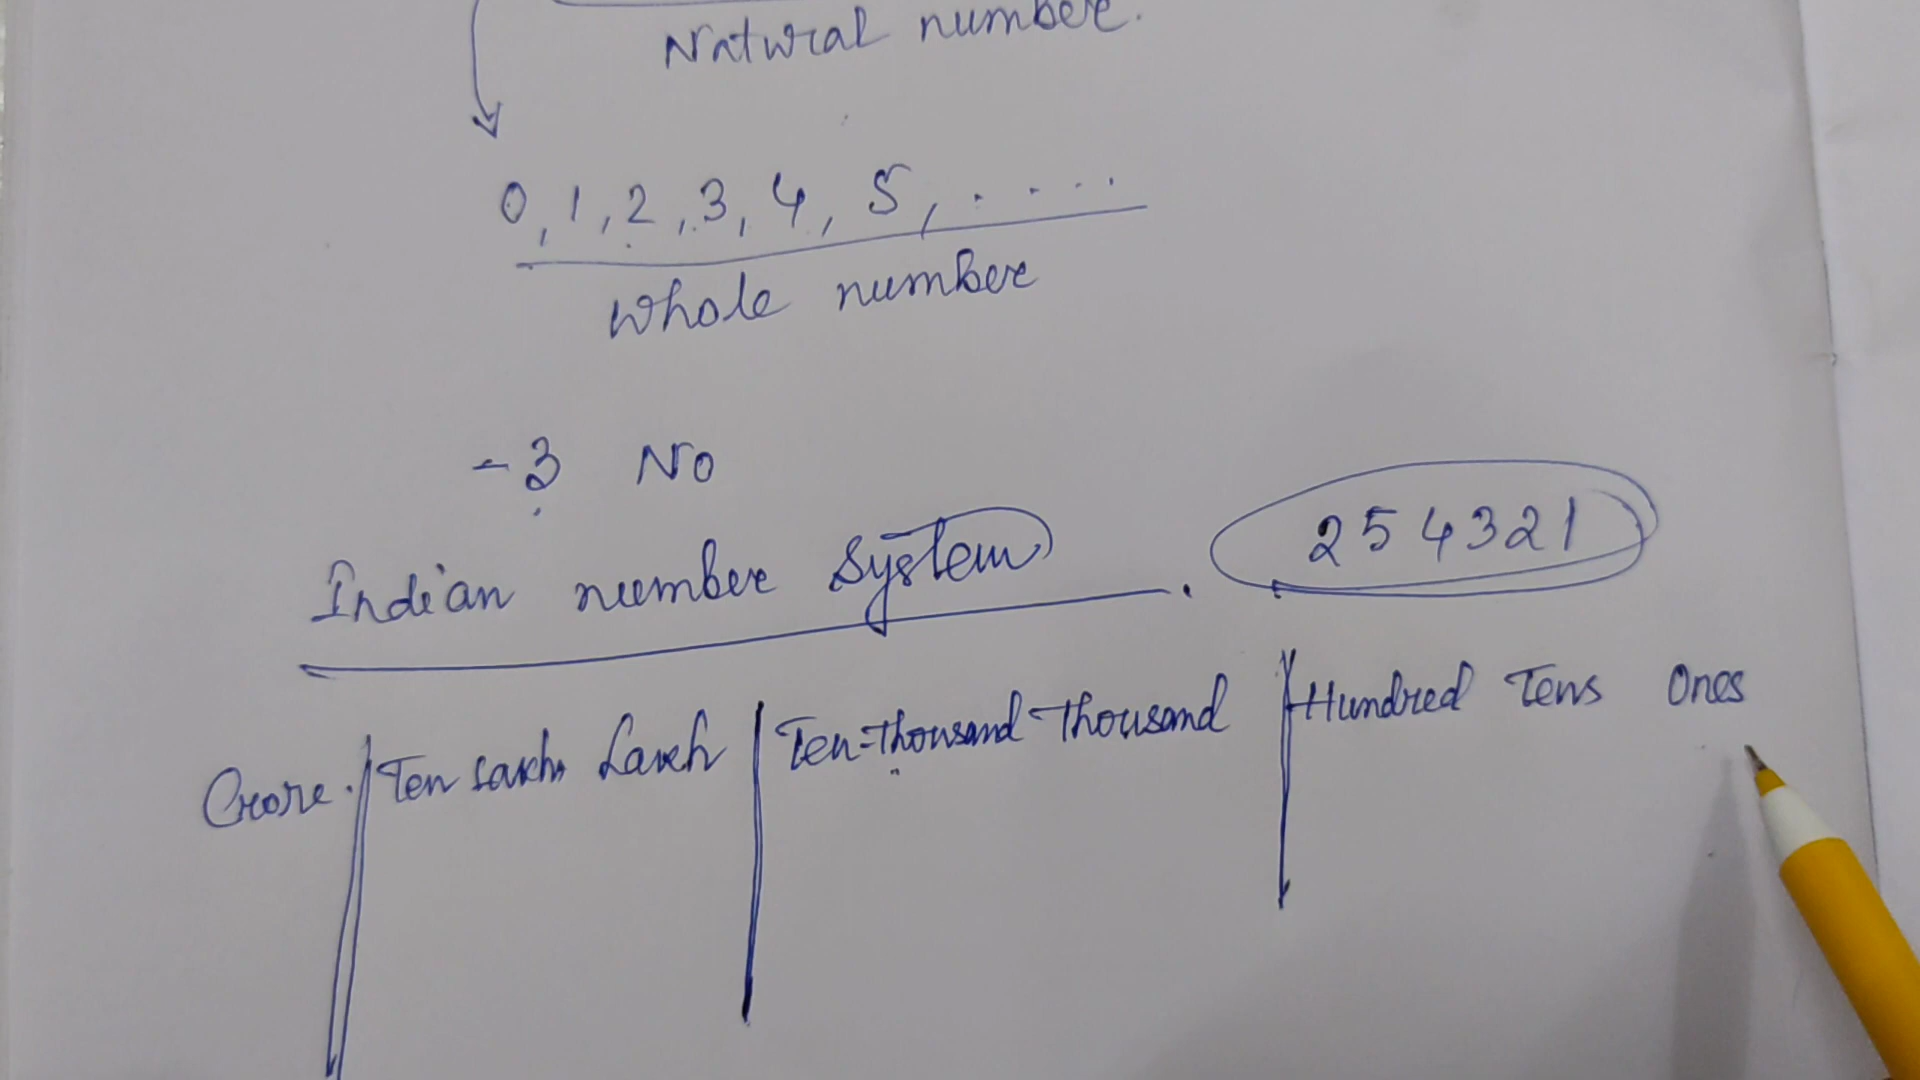 Natural number.
0, 1, 2, 3, 4, 5, . . . .
Whole number
-3 No
Indian number system. 254321
Crore. Ten Lakh Lakh Ten-Thousand Thousand Hundred Tens Ones